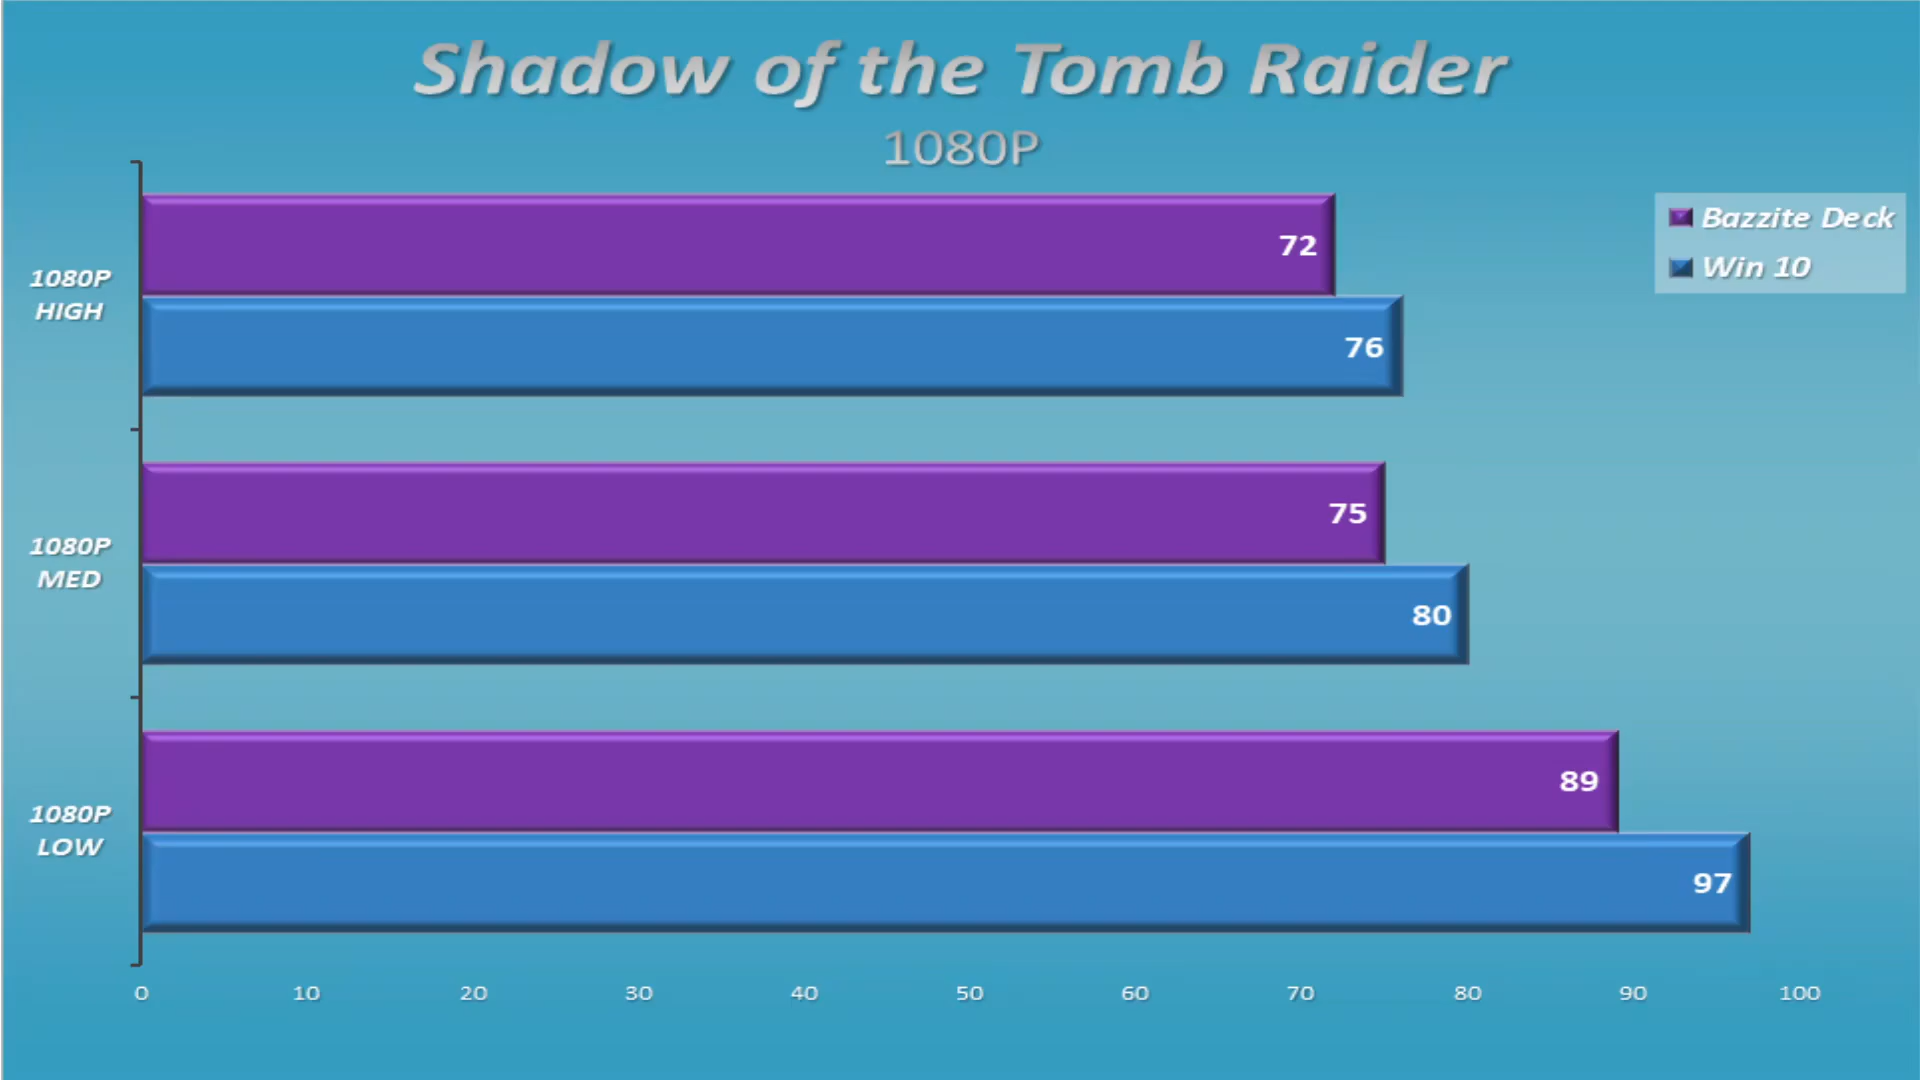 Shadow of the Tomb Raider
1080P
Bazzite Deck
Win 10
1080P
HIGH
72
76
1080P
MED
75
80
1080P
LOW
89
97
0 10 20 30 40 50 60 70 80 90 100